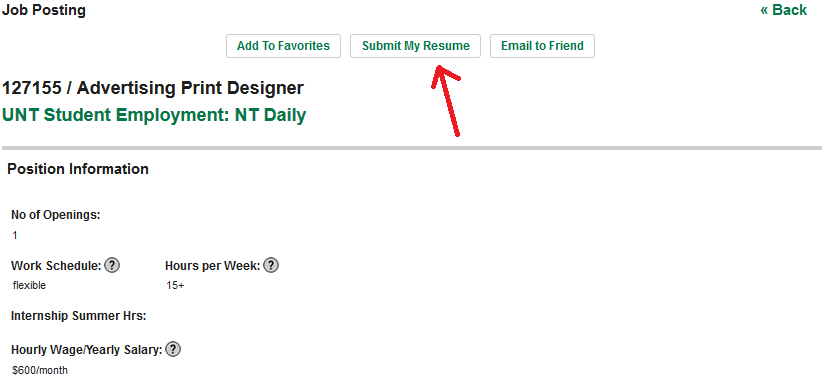 Job Posting
« Back
Add To Favorites
Submit My Resume
Email to Friend
127155 / Advertising Print Designer
UNT Student Employment: NT Daily
Position Information
No of Openings:
1
Work Schedule: ? Hours per Week: ?
flexible 15+
Internship Summer Hrs:
Hourly Wage/Yearly Salary: ?
$600/month